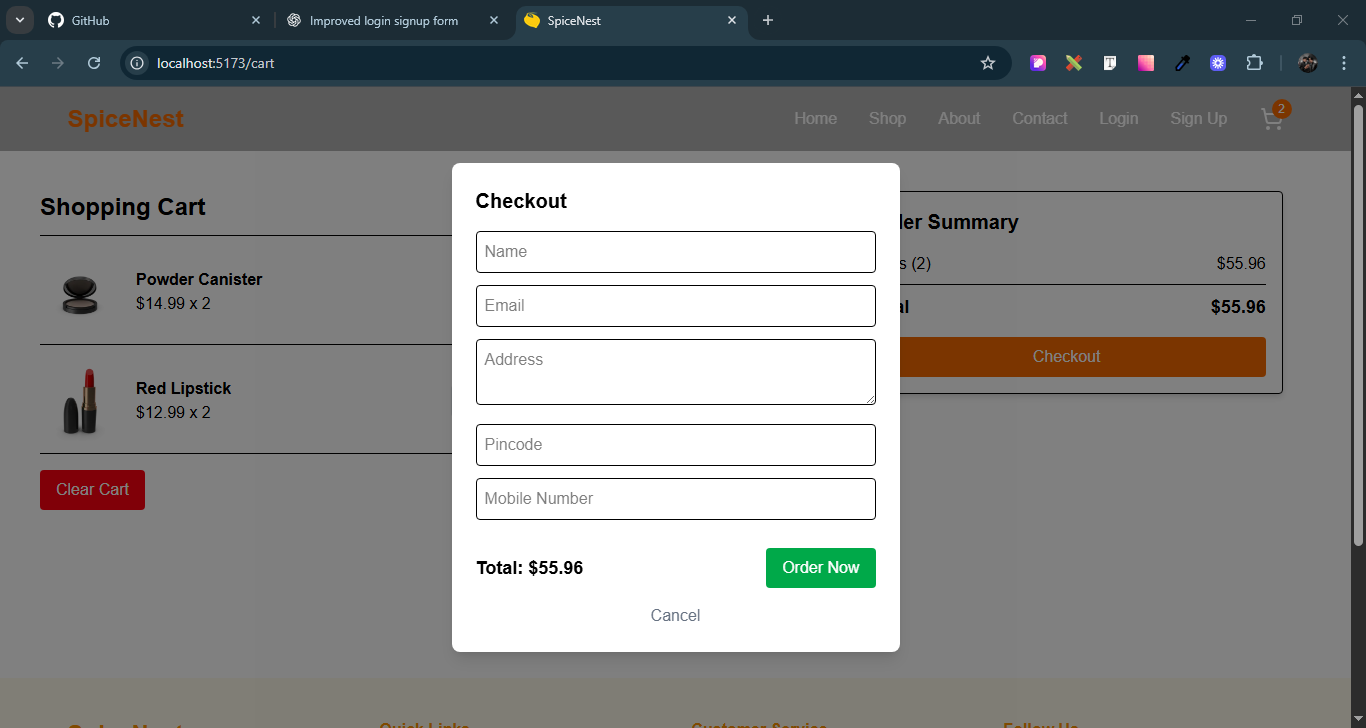 GitHub
Improved login signup form
SpiceNest
localhost:5173/cart
SpiceNest
Home
Shop
About
Contact
Login
Sign Up
2
Shopping Cart
Powder Canister
$14.99 x 2
Red Lipstick
$12.99 x 2
Clear Cart
Checkout
Name
Email
Address
Pincode
Mobile Number
Total: $55.96
Order Now
Cancel
ler Summary
s (2)
$55.96
al
$55.96
Checkout
SpiceNest
Quick Links
Customer Service
Follow Us